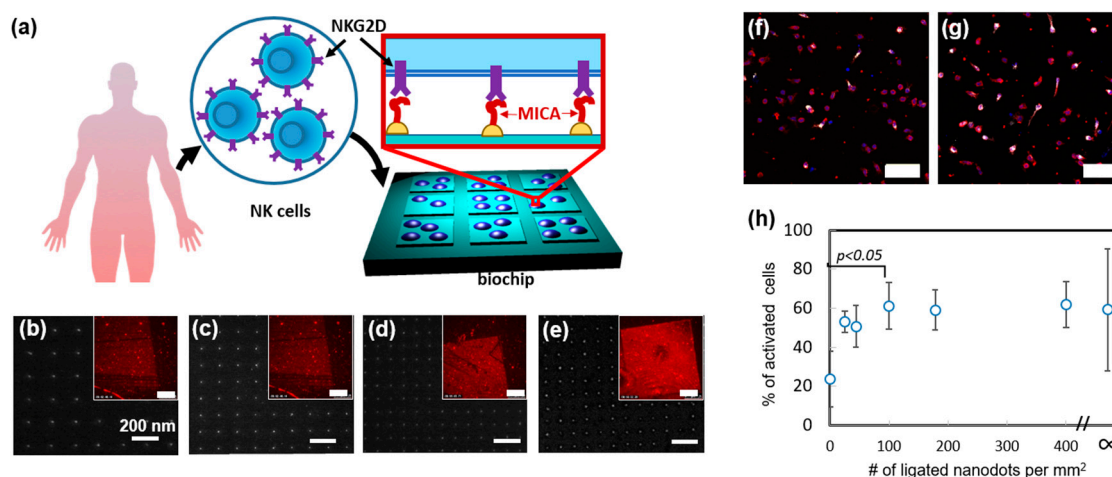 (a)
NKG2D
MICA
NK cells
biochip
(b)
200 nm
(c)
(d)
(e)
(f)
(g)
(h)
% of activated cells
100
80
60
40
20
0
p<0.05
0
100
200
300
400
//
∞
# of ligated nanodots per mm²